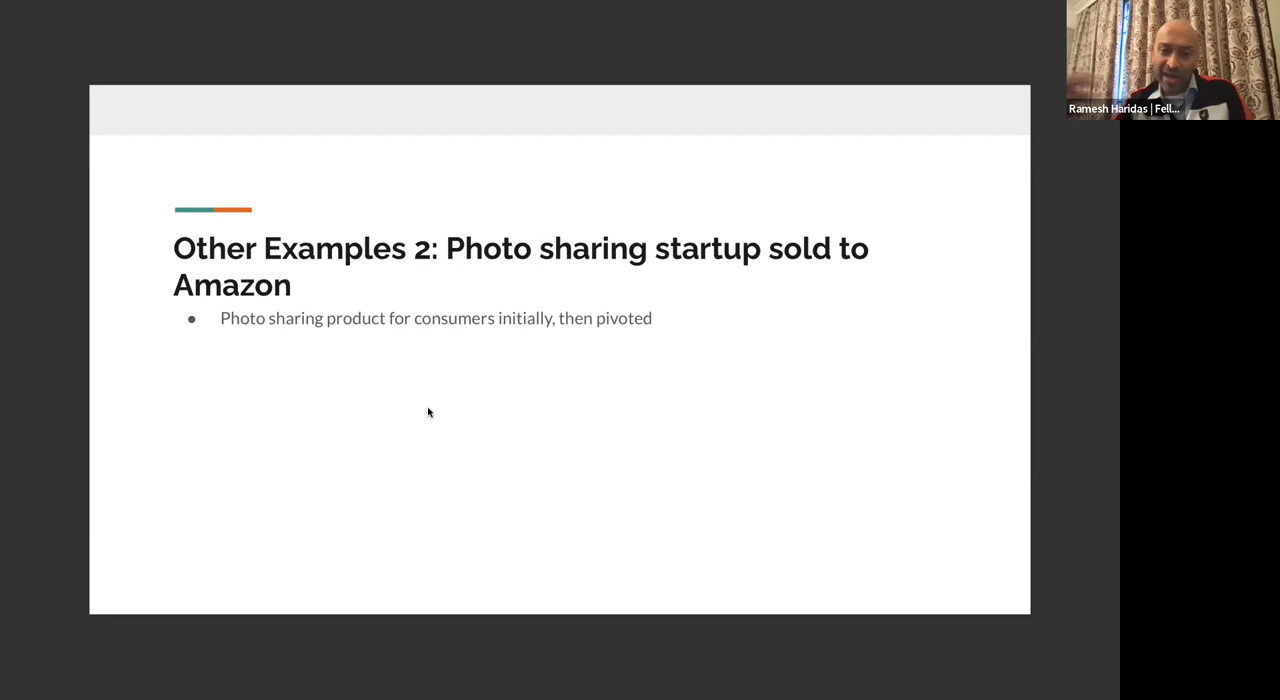 Other Examples 2: Photo sharing startup sold to
Amazon
● Photo sharing product for consumers initially, then pivoted
Ramesh Haridas | Fell...